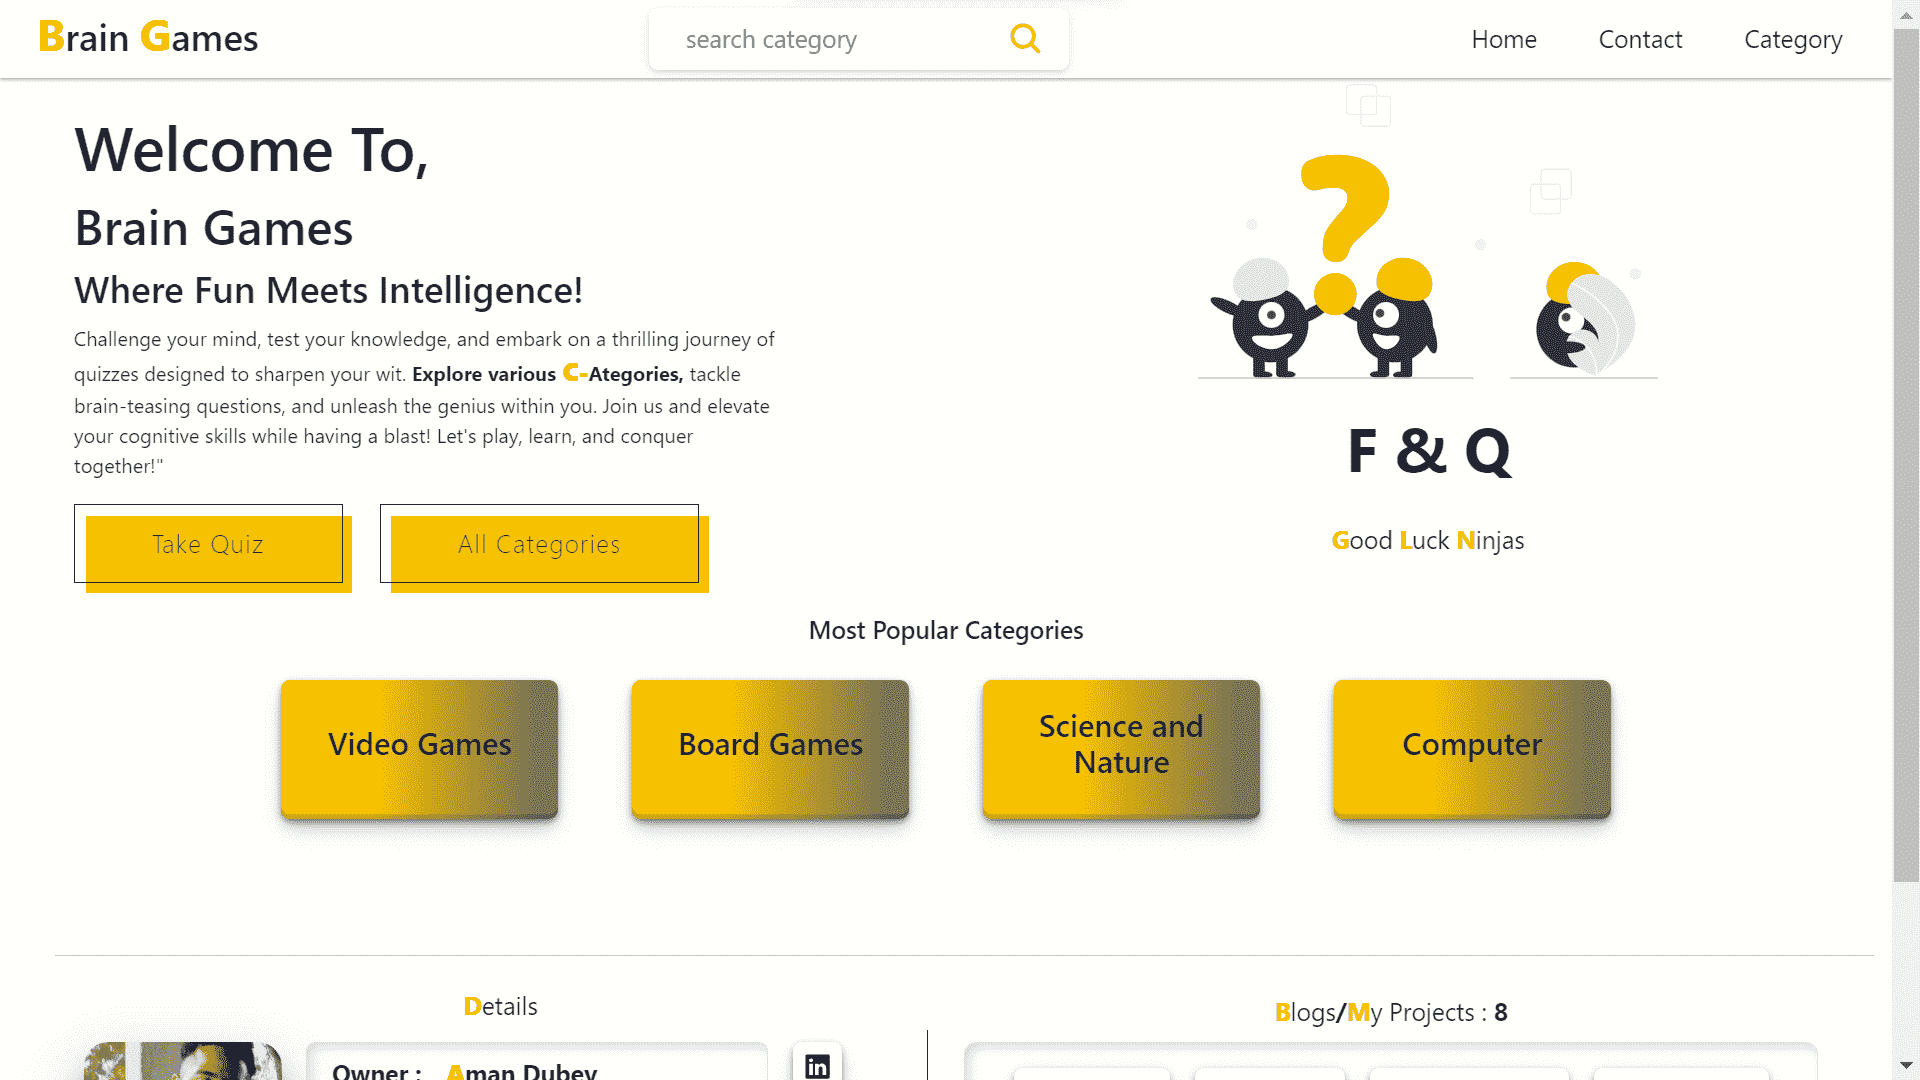 Brain Games
search category
Home
Contact
Category
Welcome To,
Brain Games
Where Fun Meets Intelligence!
Challenge your mind, test your knowledge, and embark on a thrilling journey of
quizzes designed to sharpen your wit. Explore various C-Ategories, tackle
brain-teasing questions, and unleash the genius within you. Join us and elevate
your cognitive skills while having a blast! Let's play, learn, and conquer
together!"
Take Quiz
All Categories
?
F & Q
Good Luck Ninjas
Most Popular Categories
Video Games
Board Games
Science and
Nature
Computer
Details
Owner : Aman Dubey
in
Blogs/My Projects : 8